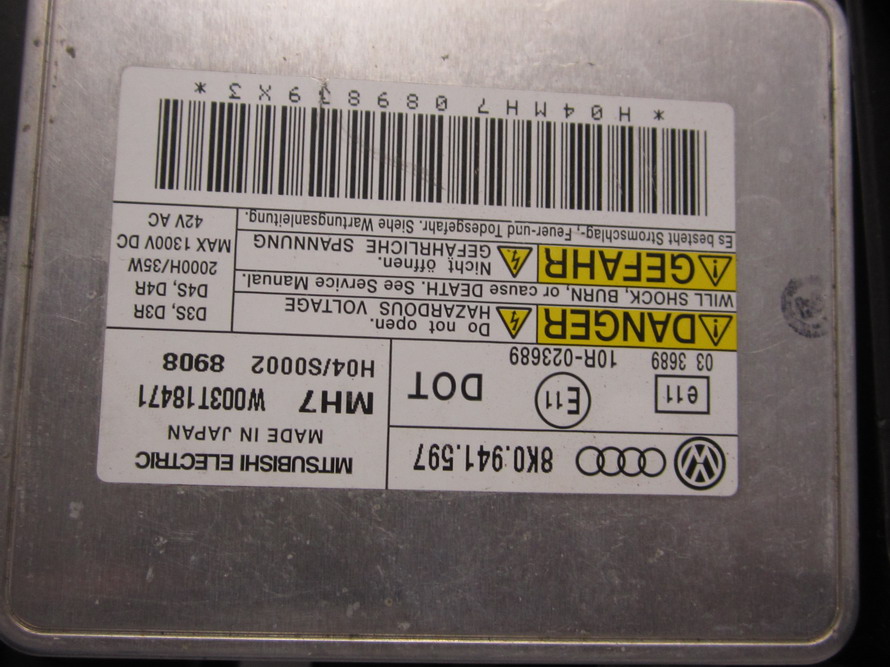 8K0.941.597
MITSUBISHI ELECTRIC
MADE IN JAPAN
e11
03 3689
E11
10R-023689
DOT
MH7 W003T18471
H04/S0002 8908
DANGER
Do not open.
HAZARDOUS VOLTAGE
WILL SHOCK, BURN, or cause DEATH. See Service Manual.
GEFAHR
Nicht öffnen.
GEFÄHRLICHE SPANNUNG
Es besteht Stromschlag-, Feuer-und Todesgefahr. Siehe Wartungsanleitung.
D3S, D3R
D4S, D4R
2000H/35W
MAX 1300V DC
42V AC